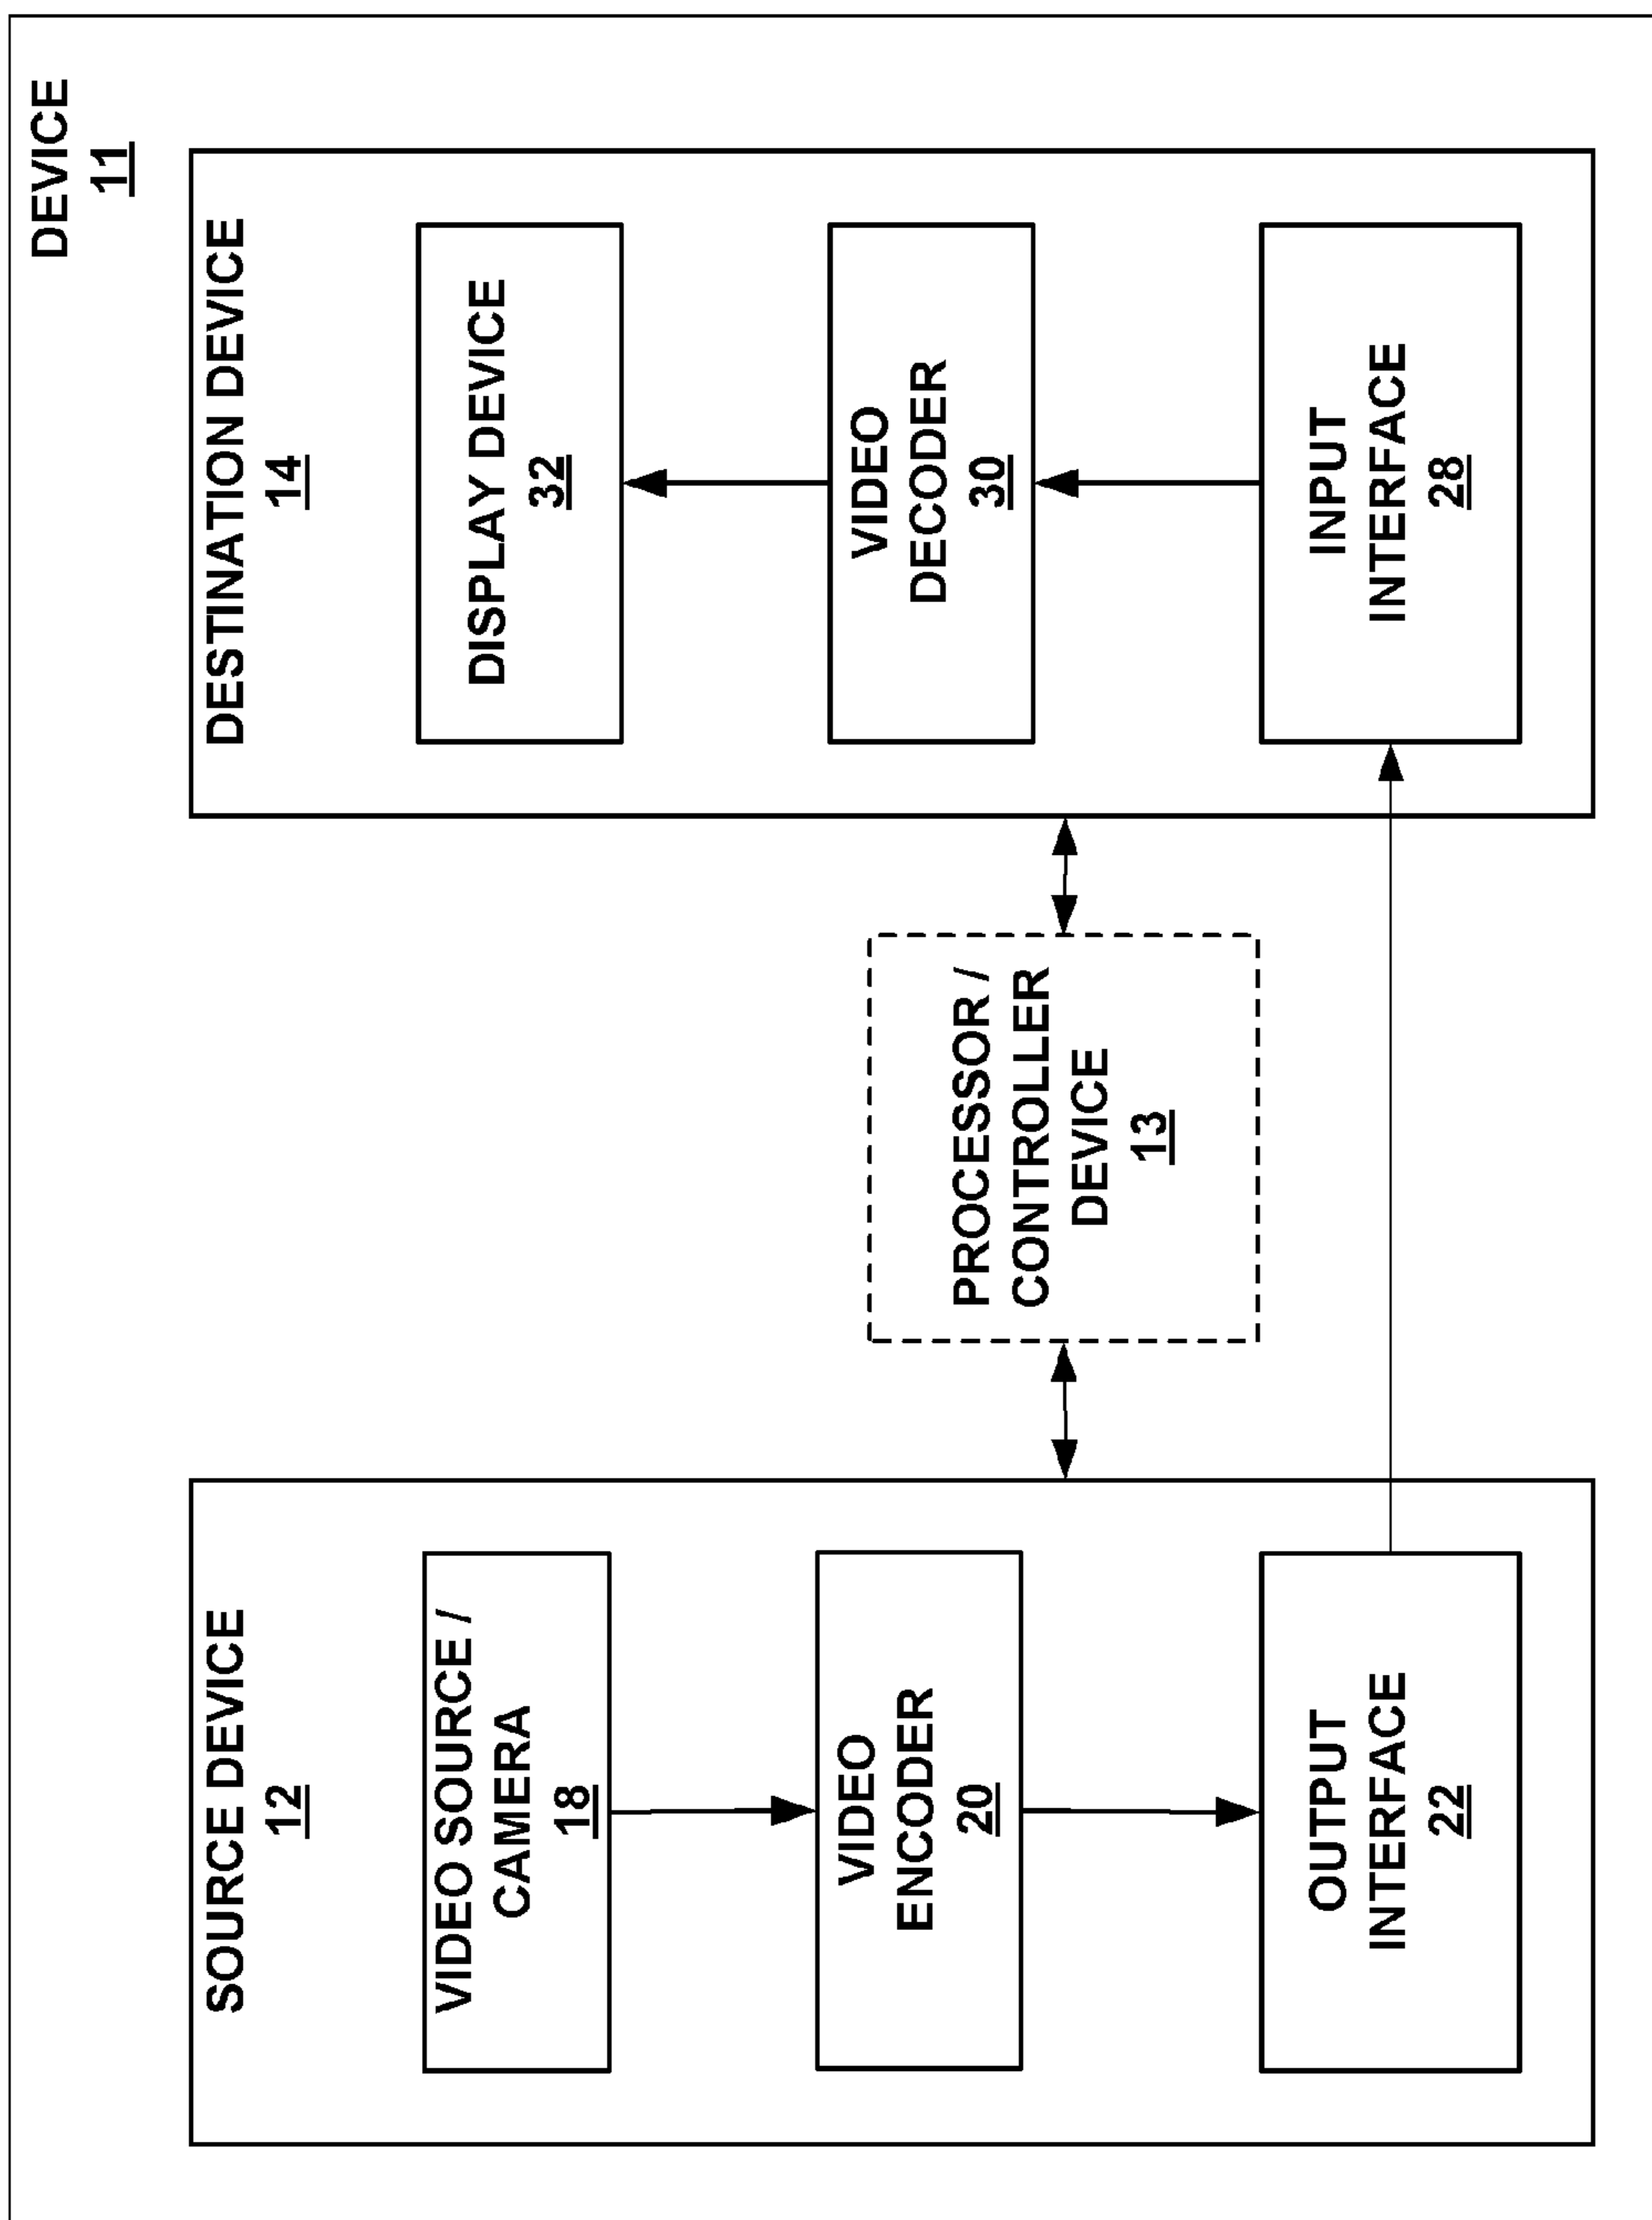 DEVICE
11
SOURCE DEVICE
12
VIDEO SOURCE /
CAMERA
18
VIDEO
ENCODER
20
OUTPUT
INTERFACE
22
PROCESSOR /
CONTROLLER
DEVICE
13
DESTINATION DEVICE
14
DISPLAY DEVICE
32
VIDEO
DECODER
30
INPUT
INTERFACE
28